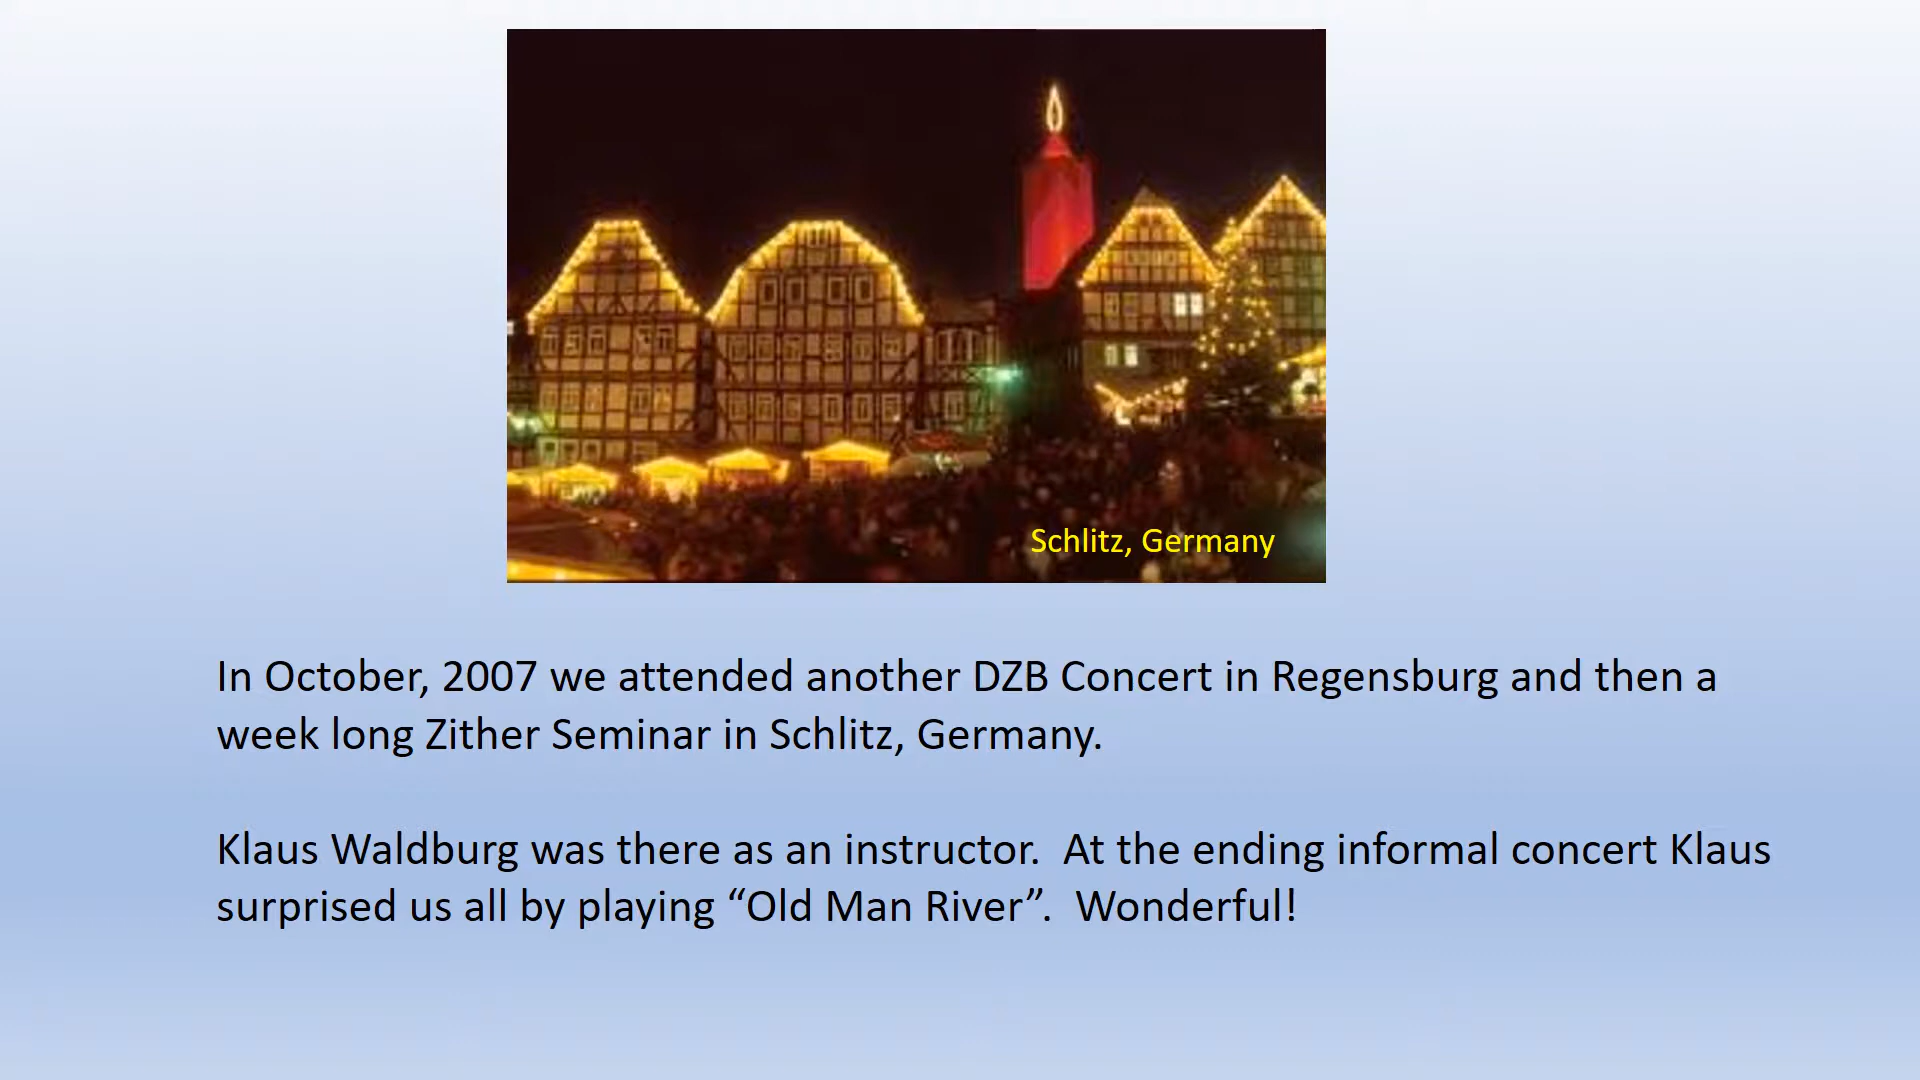 Schlitz, Germany
In October, 2007 we attended another DZB Concert in Regensburg and then a
week long Zither Seminar in Schlitz, Germany.
Klaus Waldburg was there as an instructor.  At the ending informal concert Klaus
surprised us all by playing “Old Man River”.  Wonderful!